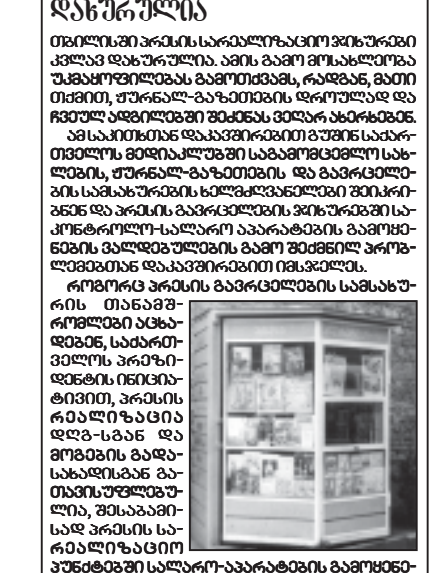 დახურულია
თბილისში პრესის სარეალიზაციო ჯიხურები
კვლავ დახურულია. ამის გამო მოსახლეობა
უკმაყოფილებას გამოთქვამს, რადგან, მათი
თქმით, ჟურნალ-გაზეთების დროულად და
ჩვეულ ადგილებში შეძენას ვეღარ ახერხებენ.
ამ საკითხთან დაკავშირებით გუშინ საქარ-
თველოს მედიაკლუბში საგამომცემლო სახ-
ლების, ჟურნალ-გაზეთების და გავრცელე-
ბის სამსახურების ხელმძღვანელები შეიკრი-
ბნენ და პრესის გავრცელების ჯიხურებში სა-
კონტროლო-სალარო აპარატების გამოყე-
ნების ვალდებულების გამო შექმნილ პრობ-
ლემებთან დაკავშირებით იმსჯელეს.
როგორც პრესის გავრცელების სამსახუ-
რის თანამშ-
რომლები აცხა-
დებენ, საქართ-
ველოს პრეზი-
დენტის ინიცია-
ტივით, პრესის
რეალიზაცია
დღგ-სგან და
მოგების გადა-
სახადისგან გა-
თავისუფლებუ-
ლია, შესაბამი-
სად პრესის სა-
რეალიზაციო
პუნქტებში სალარო-აპარატების გამოყენე-